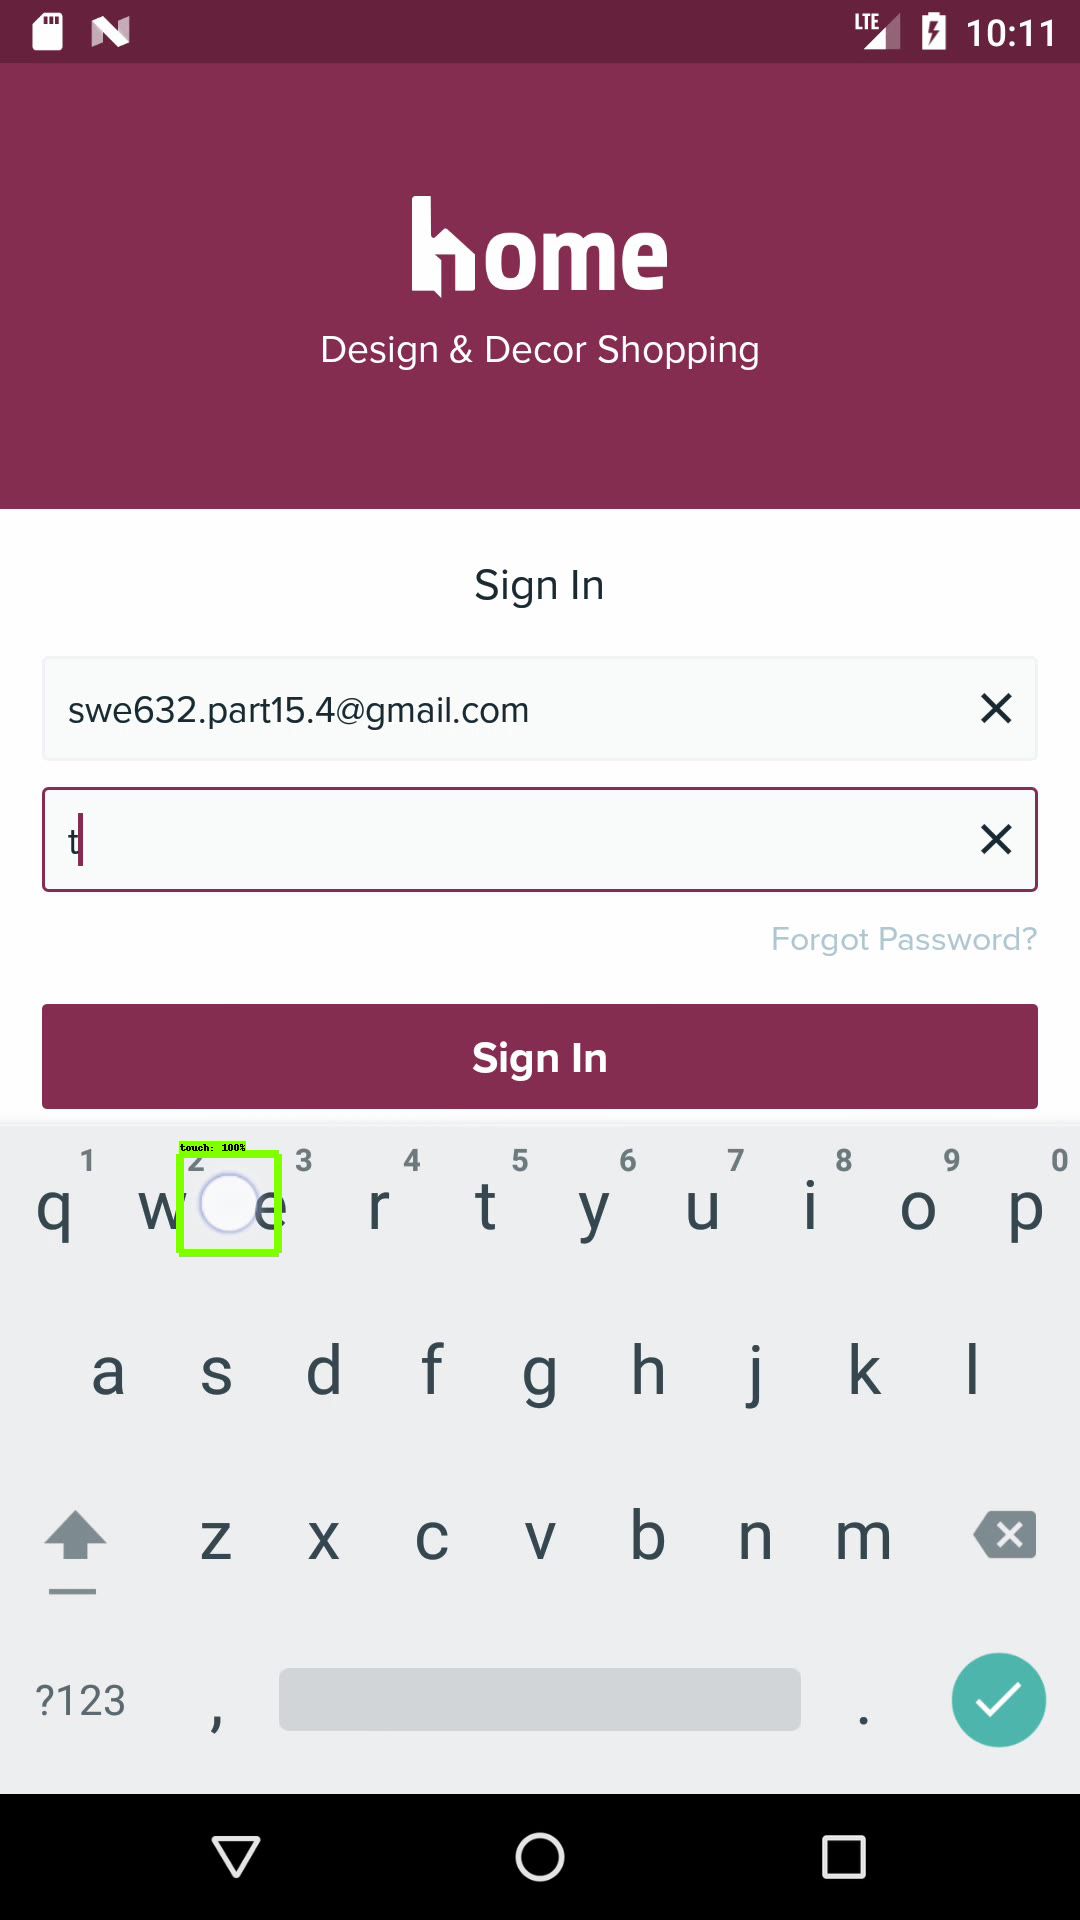 LTE 10:11
home
Design & Decor Shopping
Sign In
swe632.part15.4@gmail.com
t
Forgot Password?
Sign In
touch: 100%
1 2 3 4 5 6 7 8 9 0
q w e r t y u i o p
a s d f g h j k l
z x c v b n m
?123 , .